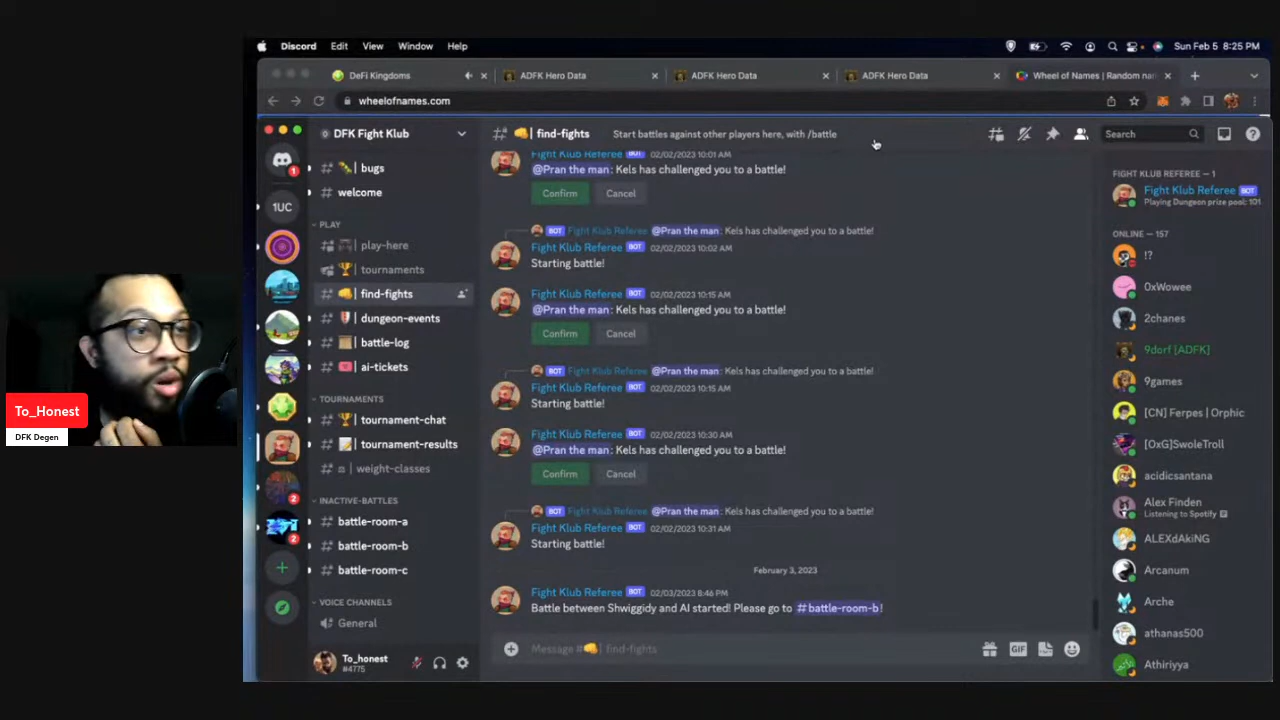 Discord Edit View Window Help
Sun Feb 5 8:25 PM
DeFi Kingdoms
ADFK Hero Data
ADFK Hero Data
ADFK Hero Data
Wheel of Names | Random na
wheelofnames.com
DFK Fight Klub
find-fights
Start battles against other players here, with /battle
Search
1
1UC
2
2
bugs
welcome
PLAY
play-here
tournaments
find-fights
dungeon-events
battle-log
ai-tickets
TOURNAMENTS
tournament-chat
tournament-results
weight-classes
INACTIVE-BATTLES
battle-room-a
battle-room-b
battle-room-c
VOICE CHANNELS
General
To_honest
#4775
Fight Klub Referee BOT 02/02/2023 10:01 AM
@Pran the man: Kels has challenged you to a battle!
Confirm Cancel
BOT Fight Klub Referee @Pran the man: Kels has challenged you to a battle!
Fight Klub Referee BOT 02/02/2023 10:02 AM
Starting battle!
Fight Klub Referee BOT 02/02/2023 10:15 AM
@Pran the man: Kels has challenged you to a battle!
Confirm Cancel
BOT Fight Klub Referee @Pran the man: Kels has challenged you to a battle!
Fight Klub Referee BOT 02/02/2023 10:15 AM
Starting battle!
Fight Klub Referee BOT 02/02/2023 10:30 AM
@Pran the man: Kels has challenged you to a battle!
Confirm Cancel
BOT Fight Klub Referee @Pran the man: Kels has challenged you to a battle!
Fight Klub Referee BOT 02/02/2023 10:31 AM
Starting battle!
February 3, 2023
Fight Klub Referee BOT 02/03/2023 8:46 PM
Battle between Shwiggidy and AI started! Please go to #battle-room-b!
Message # | find-fights
GIF
FIGHT KLUB REFEREE — 1
Fight Klub Referee BOT
Playing Dungeon prize pool: 101
ONLINE — 157
!?
0xWowee
2chanes
9dorf [ADFK]
9games
[CN] Ferpes | Orphic
[OxG]SwoleTroll
acidicsantana
Alex Finden
Listening to Spotify
ALEXdAkiNG
Arcanum
Arche
athanas500
Athiriyya
To_Honest
DFK Degen